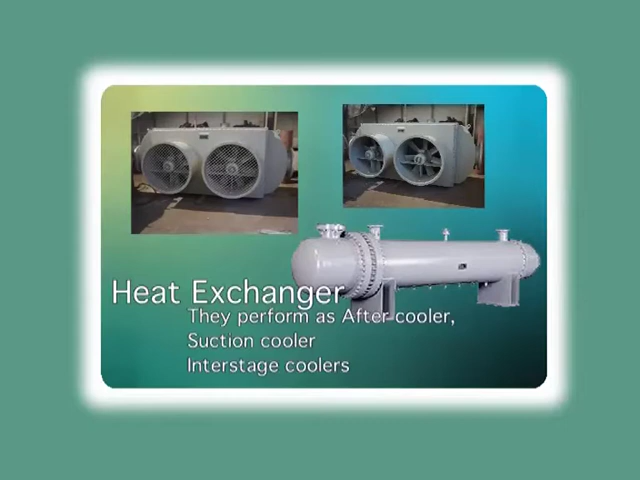 Heat Exchanger
They perform as After cooler,
Suction cooler
Interstage coolers